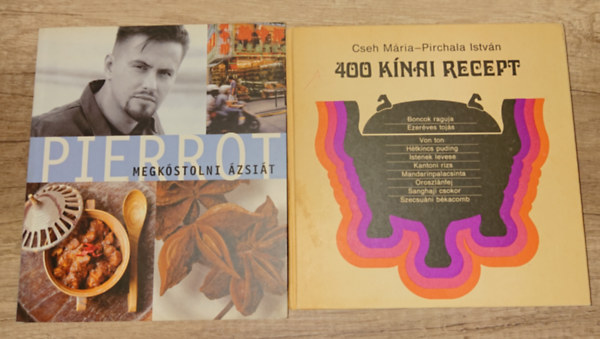 PIERROT
MEGKÓSTOLNI ÁZSIÁT
Cseh Mária–Pirchala István
400 KÍNAI RECEPT
Boncok raguja
Ezeréves tojás
Von ton
Hétkincs puding
Istenek levese
Kantoni rizs
Mandarinpalacsinta
Oroszlánfej
Sanghaji csokor
Szecsuáni békacomb